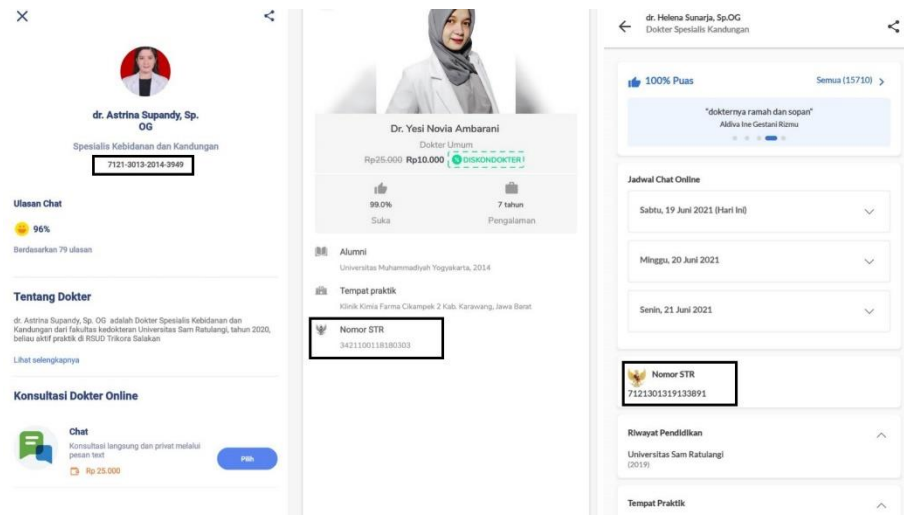 dr. Astrina Supandy, Sp.
OG
Spesialis Kebidanan dan Kandungan
7121-3013-2014-3949
Ulasan Chat
96%
Berdasarkan 79 ulasan
Tentang Dokter
dr. Astrina Supandy, Sp. OG adalah Dokter Spesialis Kebidanan dan
Kandungan dari fakultas kedokteran Universitas Sam Ratulangi, tahun 2020,
beliau aktif praktik di RSUD Trikora Salakan
Lihat selengkapnya
Konsultasi Dokter Online
Chat
Konsultasi langsung dan privat melalui
pesan text
Rp 25.000
Pilih
Dr. Yesi Novia Ambarani
Dokter Umum
Rp25.000 Rp10.000 DISKONDOKTER
99.0%
Suka
7 tahun
Pengalaman
Alumni
Universitas Muhammadiyah Yogyakarta, 2014
Tempat praktik
Klinik Kimia Farma Cikampek 2 Kab. Karawang, Jawa Barat
Nomor STR
3421100118180303
dr. Helena Sunarja, Sp.OG
Dokter Spesialis Kandungan
100% Puas
Semua (15710)
"dokternya ramah dan sopan"
Aldiva Ine Gestani Rizmu
Jadwal Chat Online
Sabtu, 19 Juni 2021 (Hari Ini)
Minggu, 20 Juni 2021
Senin, 21 Juni 2021
Nomor STR
7121301319133891
Riwayat Pendidikan
Universitas Sam Ratulangi
(2019)
Tempat Praktik